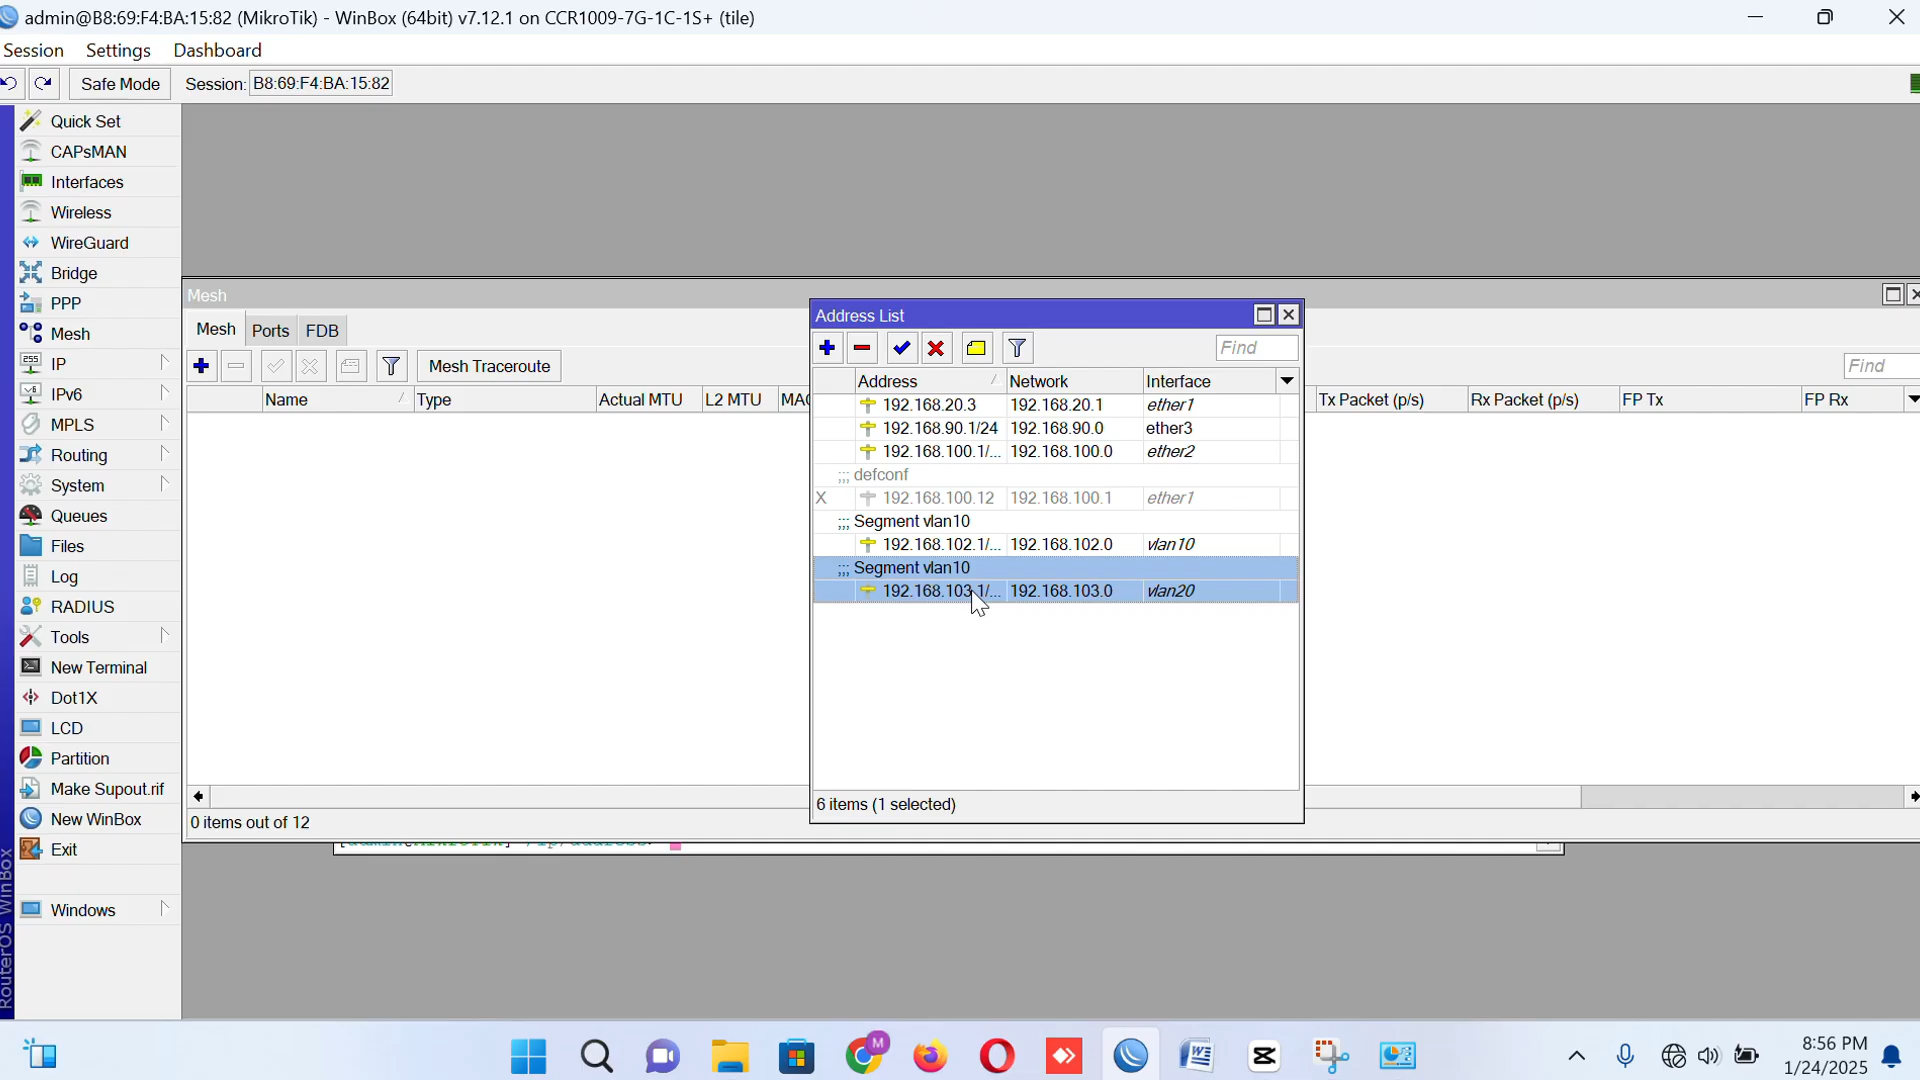 admin@B8:69:F4:BA:15:82 (MikroTik) - WinBox (64bit) v7.12.1 on CCR1009-7G-1C-1S+ (tile)
Session Settings Dashboard
Safe Mode Session: B8:69:F4:BA:15:82
Quick Set
CAPsMAN
Interfaces
Wireless
WireGuard
Bridge
PPP
Mesh
IP
IPv6
MPLS
Routing
System
Queues
Files
Log
RADIUS
Tools
New Terminal
Dot1X
LCD
Partition
Make Supout.rif
New WinBox
Exit
Windows
RouterOS WinBox
Mesh
Mesh Ports FDB
Mesh Traceroute
Find
Name Type Actual MTU L2 MTU Tx Packet (p/s) Rx Packet (p/s) FP Tx FP Rx
0 items out of 12
Address List
Find
Address Network Interface
192.168.20.3 192.168.20.1 ether1
192.168.90.1/24 192.168.90.0 ether3
192.168.100.1/... 192.168.100.0 ether2
;;; defconf
X 192.168.100.12 192.168.100.1 ether1
;;; Segment vlan10
192.168.102.1/... 192.168.102.0 vlan10
;;; Segment vlan10
192.168.103.1/... 192.168.103.0 vlan20
6 items (1 selected)
8:56 PM
1/24/2025